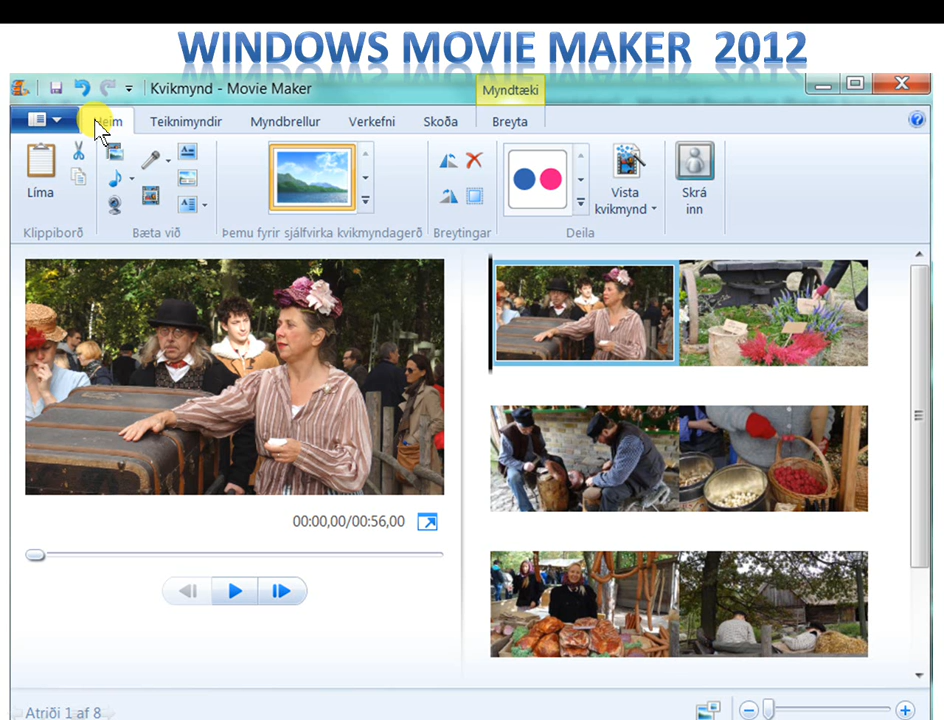 WINDOWS MOVIE MAKER 2012
Kvikmynd - Movie Maker
Myndtæki
Heim Teiknimyndir Myndbrellur Verkefni Skoða Breyta
Líma
Vista kvikmynd
Skrá inn
Klippiborð Bæta við Þemu fyrir sjálfvirka kvikmyndagerð Breytingar Deila
00:00,00/00:56,00
Atriði 1 af 8